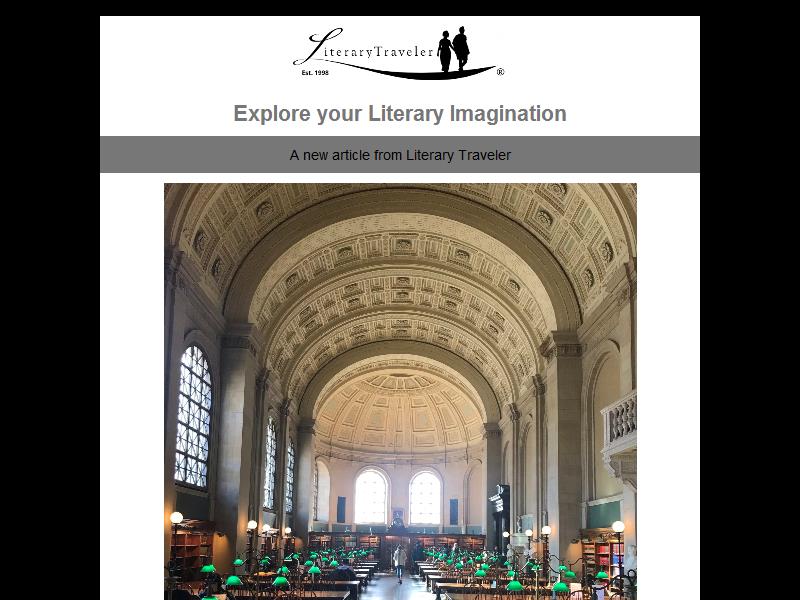 LiteraryTraveler
Est. 1998
®
Explore your Literary Imagination
A new article from Literary Traveler